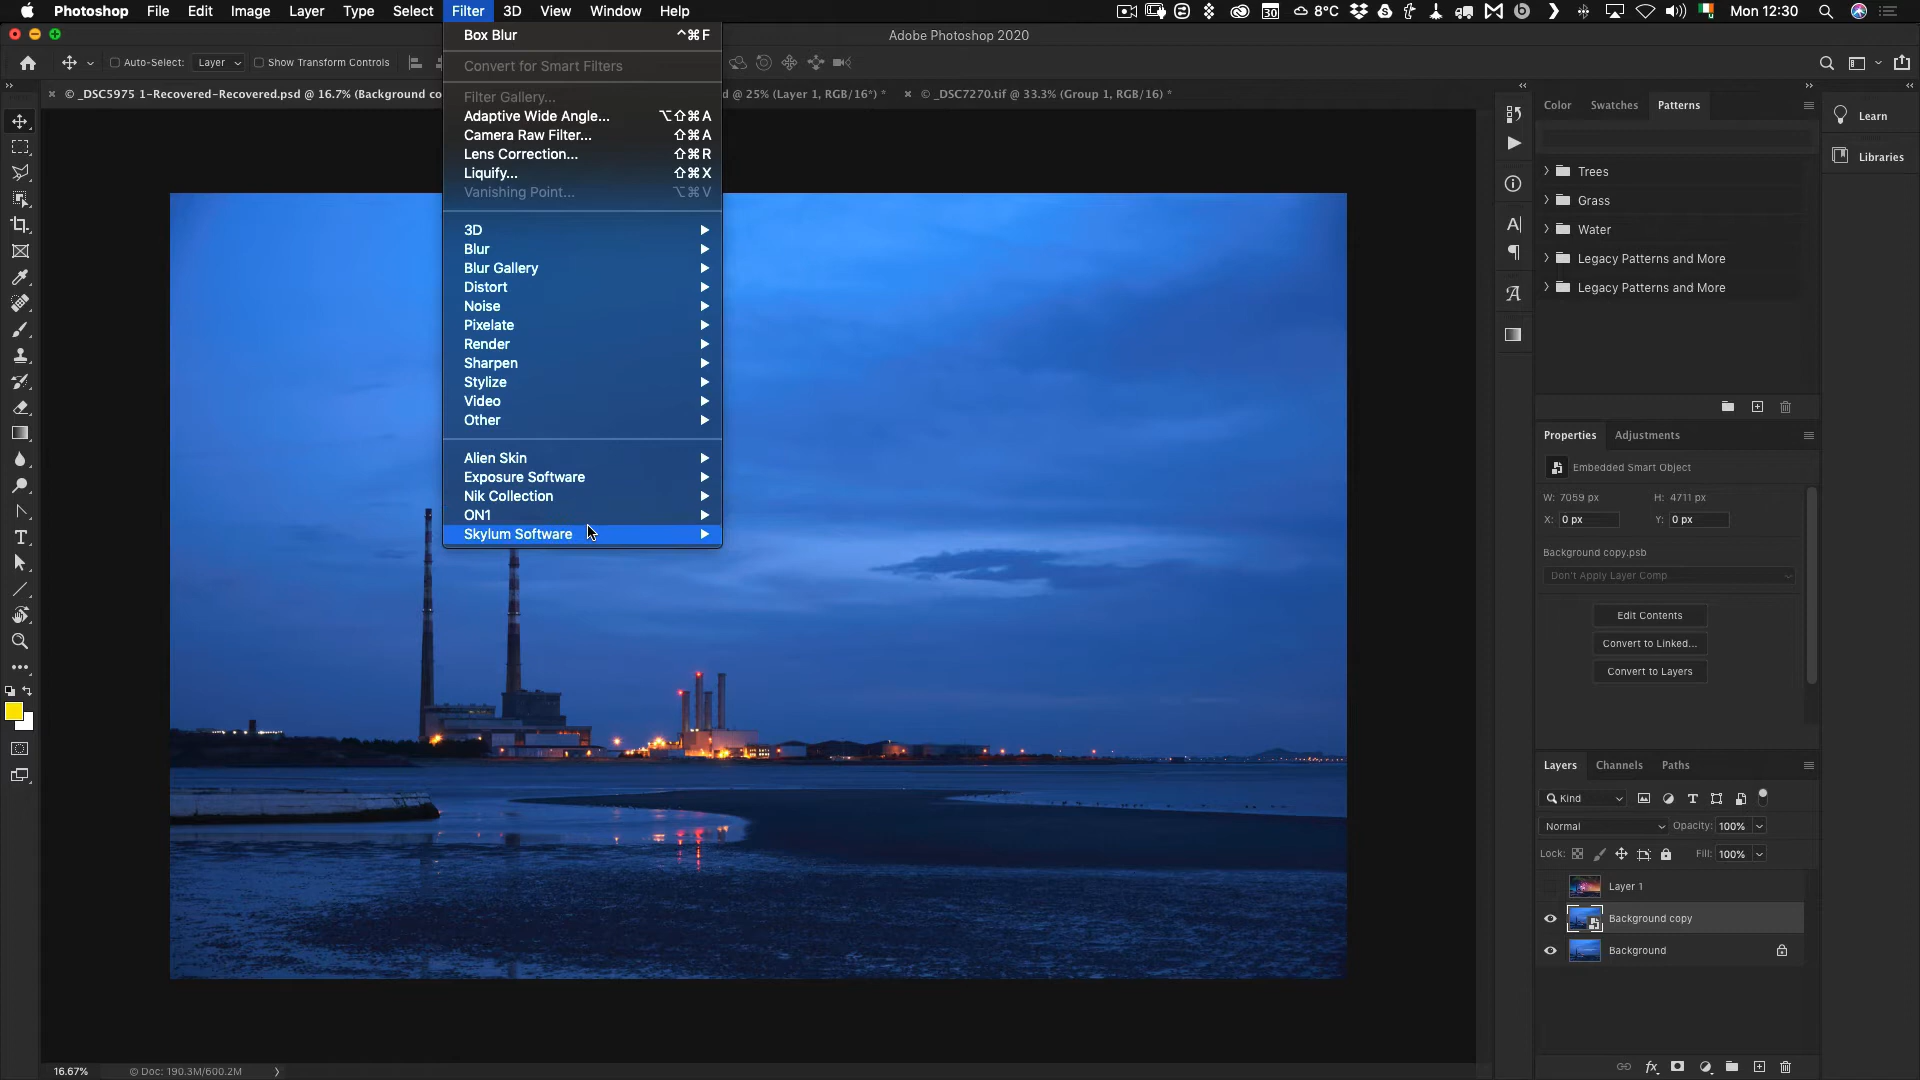 Photoshop File Edit Image Layer Type Select Filter 3D View Window Help 30 8°C Mon 12:30
Adobe Photoshop 2020
Auto-Select: Layer Show Transform Controls
© _DSC5975 1-Recovered-Recovered.psd @ 16.7% (Background co
d @ 25% (Layer 1, RGB/16*) *
© _DSC7270.tif @ 33.3% (Group 1, RGB/16) *
Box Blur ^⌘F
Convert for Smart Filters
Filter Gallery...
Adaptive Wide Angle... ⌥⇧⌘A
Camera Raw Filter... ⇧⌘A
Lens Correction... ⇧⌘R
Liquify... ⇧⌘X
Vanishing Point... ⌥⌘V
3D
Blur
Blur Gallery
Distort
Noise
Pixelate
Render
Sharpen
Stylize
Video
Other
Alien Skin
Exposure Software
Nik Collection
ON1
Skylum Software
Color Swatches Patterns
Trees
Grass
Water
Legacy Patterns and More
Legacy Patterns and More
Learn
Libraries
Properties Adjustments
Embedded Smart Object
W: 7059 px H: 4711 px
X: 0 px Y: 0 px
Background copy.psb
Don't Apply Layer Comp
Edit Contents
Convert to Linked...
Convert to Layers
Layers Channels Paths
Kind
Normal Opacity: 100%
Lock: Fill: 100%
Layer 1
Background copy
Background
fx
16.67% © Doc: 190.3M/600.2M